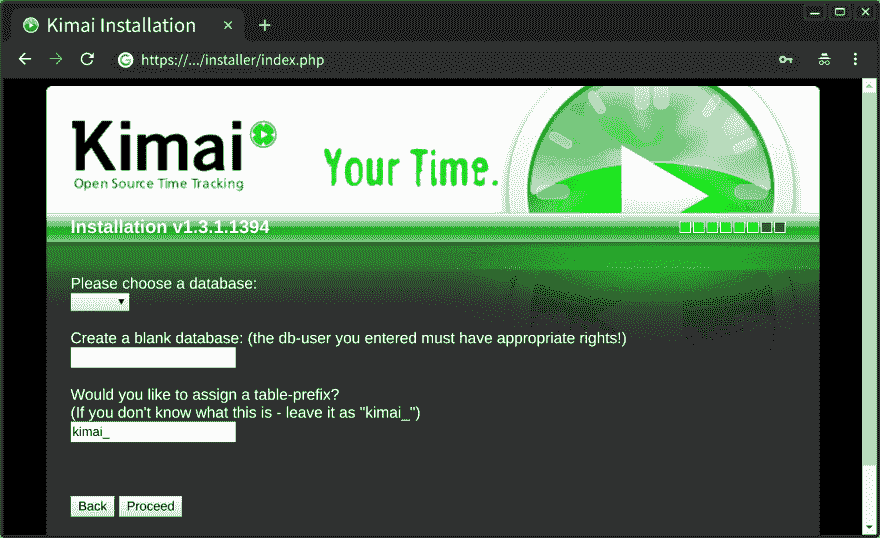 Kimai Installation
https://.../installer/index.php
Kimai
Open Source Time Tracking
Your Time.
Installation v1.3.1.1394
Please choose a database:
Create a blank database: (the db-user you entered must have appropriate rights!)
Would you like to assign a table-prefix?
(If you don't know what this is - leave it as "kimai_")
kimai_
Back Proceed